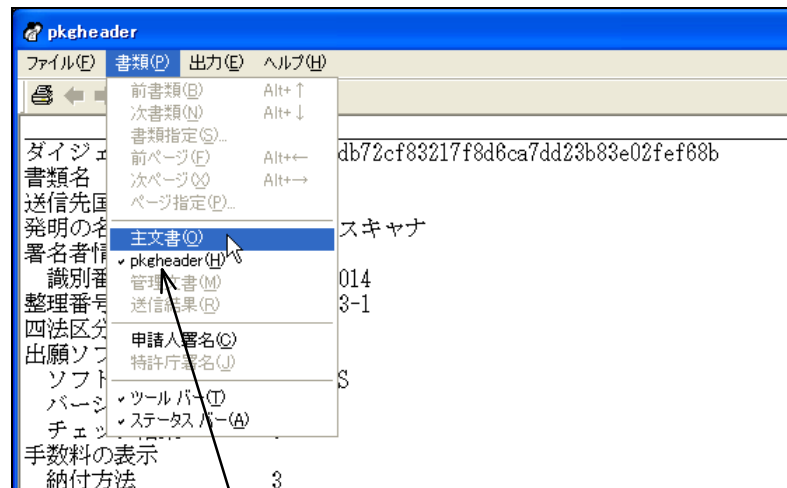 pkgheader
ファイル(F) 書類(P) 出力(E) ヘルプ(H)
前書類(B) Alt+↑
次書類(N) Alt+↓
書類指定(S)...
前ページ(F) Alt+←
次ページ(X) Alt+→
ページ指定(P)...
主文書(O)
pkgheader(H)
管理文書(M)
送信結果(R)
申請人署名(C)
特許庁署名(J)
ツール バー(T)
ステータス バー(A)
ダイジェ db72cf83217f8d6ca7dd23b83e02fef68b
書類名
送信先国
発明の名 スキャナ
署名者情
識別番 014
整理番号 3-1
四法区分
出願ソフ
ソフト S
バージ
チェッ
手数料の表示
納付方法 3